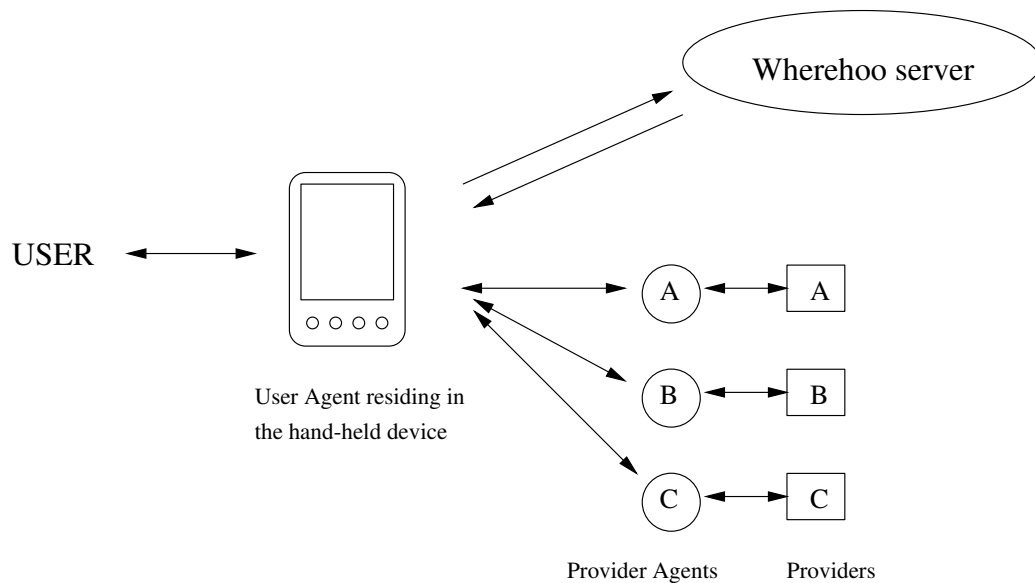 Wherehoo server
USER
A A
B B
User Agent residing in
the hand-held device
C C
Provider Agents Providers